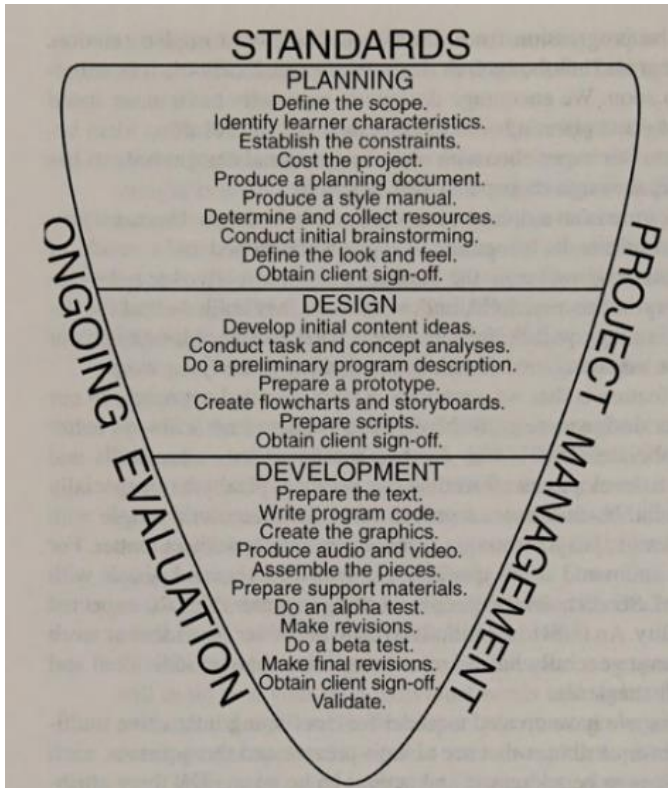 STANDARDS
PLANNING
Define the scope.
Identify learner characteristics.
Establish the constraints.
Cost the project.
Produce a planning document.
Produce a style manual.
Determine and collect resources.
Conduct initial brainstorming.
Define the look and feel.
Obtain client sign-off.
DESIGN
Develop initial content ideas.
Conduct task and concept analyses.
Do a preliminary program description.
Prepare a prototype.
Create flowcharts and storyboards.
Prepare scripts.
Obtain client sign-off.
DEVELOPMENT
Prepare the text.
Write program code.
Create the graphics.
Produce audio and video.
Assemble the pieces.
Prepare support materials.
Do an alpha test.
Make revisions.
Do a beta test.
Make final revisions.
Obtain client sign-off.
Validate.
ONGOING EVALUATION
PROJECT MANAGEMENT